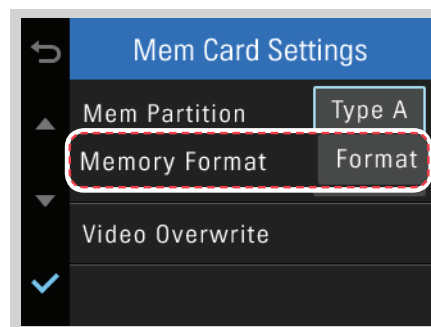 Mem Card Settings
Mem Partition Type A
Memory Format Format
Video Overwrite